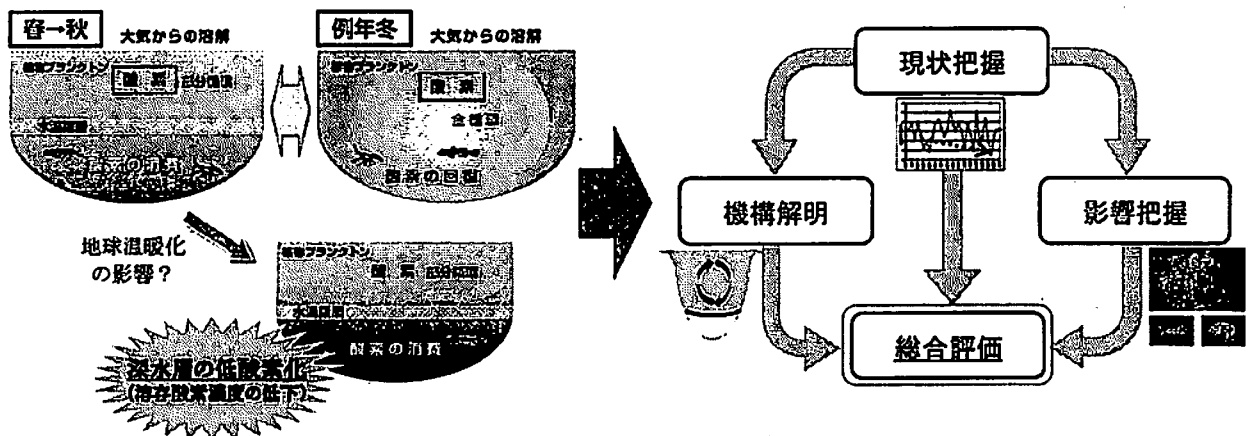 春→秋
大気からの溶解
植物プランクトン
酸素 部分循環
水温躍層
酸素の消費
例年冬
大気からの溶解
植物プランクトン
酸素
全循環
酸素の回復
地球温暖化
の影響？
植物プランクトン
酸素 部分循環
水温躍層
酸素の消費
深水層の低酸素化
(溶存酸素濃度の低下)
現状把握
機構解明
影響把握
総合評価